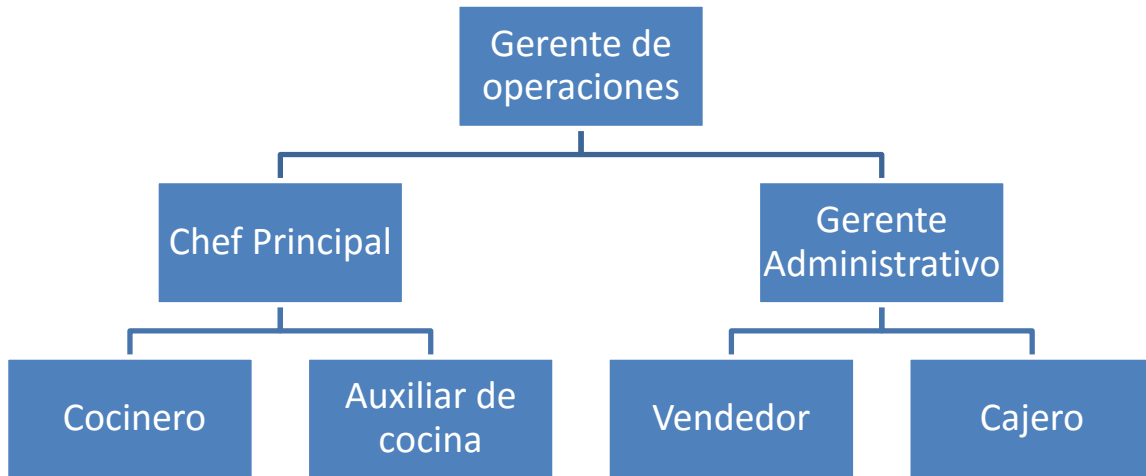 Gerente de
operaciones
Chef Principal
Gerente
Administrativo
Cocinero
Auxiliar de
cocina
Vendedor
Cajero